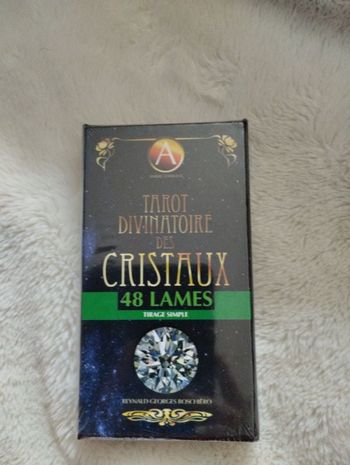 A
TAROT
DIVINATOIRE
DES
CRISTAUX
48 LAMES
TIRAGE SIMPLE
REYNALD-GEORGES BOSCHIERO